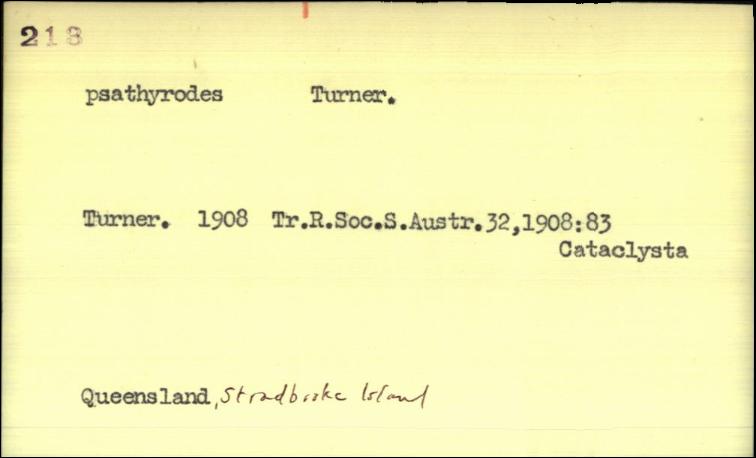 218
psathyrodes Turner.
Turner. 1908 Tr.R.Soc.S.Austr.32,1908:83
Cataclysta
Queensland, Stradbroke Island